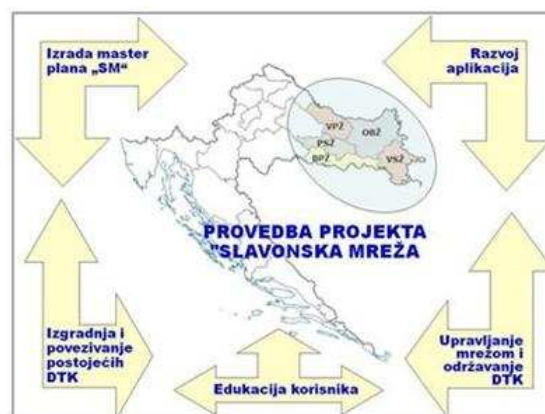 Izrada master
plana „SM“
Razvoj
aplikacija
VPŽ
OBŽ
PSŽ
BPŽ
VSŽ
PROVEDBA PROJEKTA
"SLAVONSKA MREŽA
Izgradnja i
povezivanje
postojećih
DTK
Edukacija korisnika
Upravljanje
mrežom i
održavanje
DTK